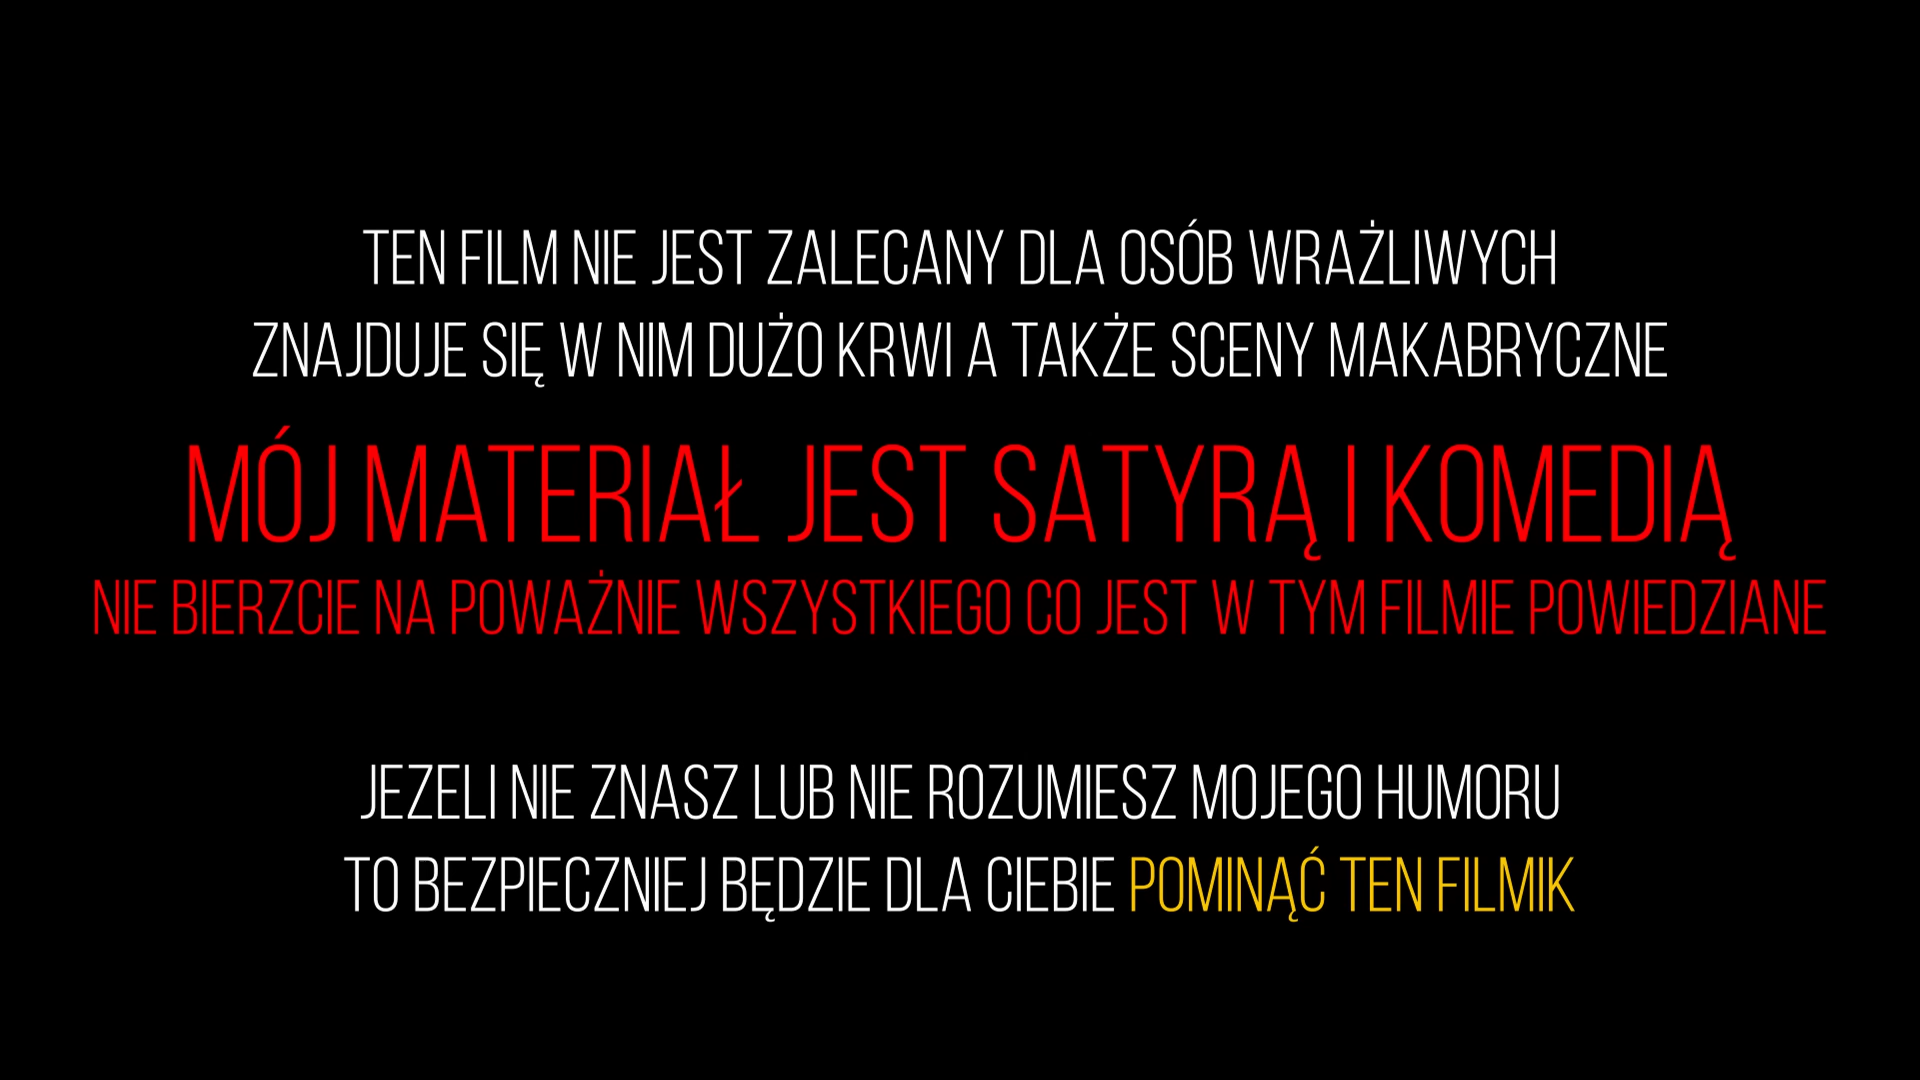 TEN FILM NIE JEST ZALECANY DLA OSÓB WRAŻLIWYCH
ZNAJDUJE SIĘ W NIM DUŻO KRWI A TAKŻE SCENY MAKABRYCZNE
MÓJ MATERIAŁ JEST SATYRĄ I KOMEDIĄ
NIE BIERZCIE NA POWAŻNIE WSZYSTKIEGO CO JEST W TYM FILMIE POWIEDZIANE
JEZELI NIE ZNASZ LUB NIE ROZUMIESZ MOJEGO HUMORU
TO BEZPIECZNIEJ BĘDZIE DLA CIEBIE POMINĄĆ TEN FILMIK